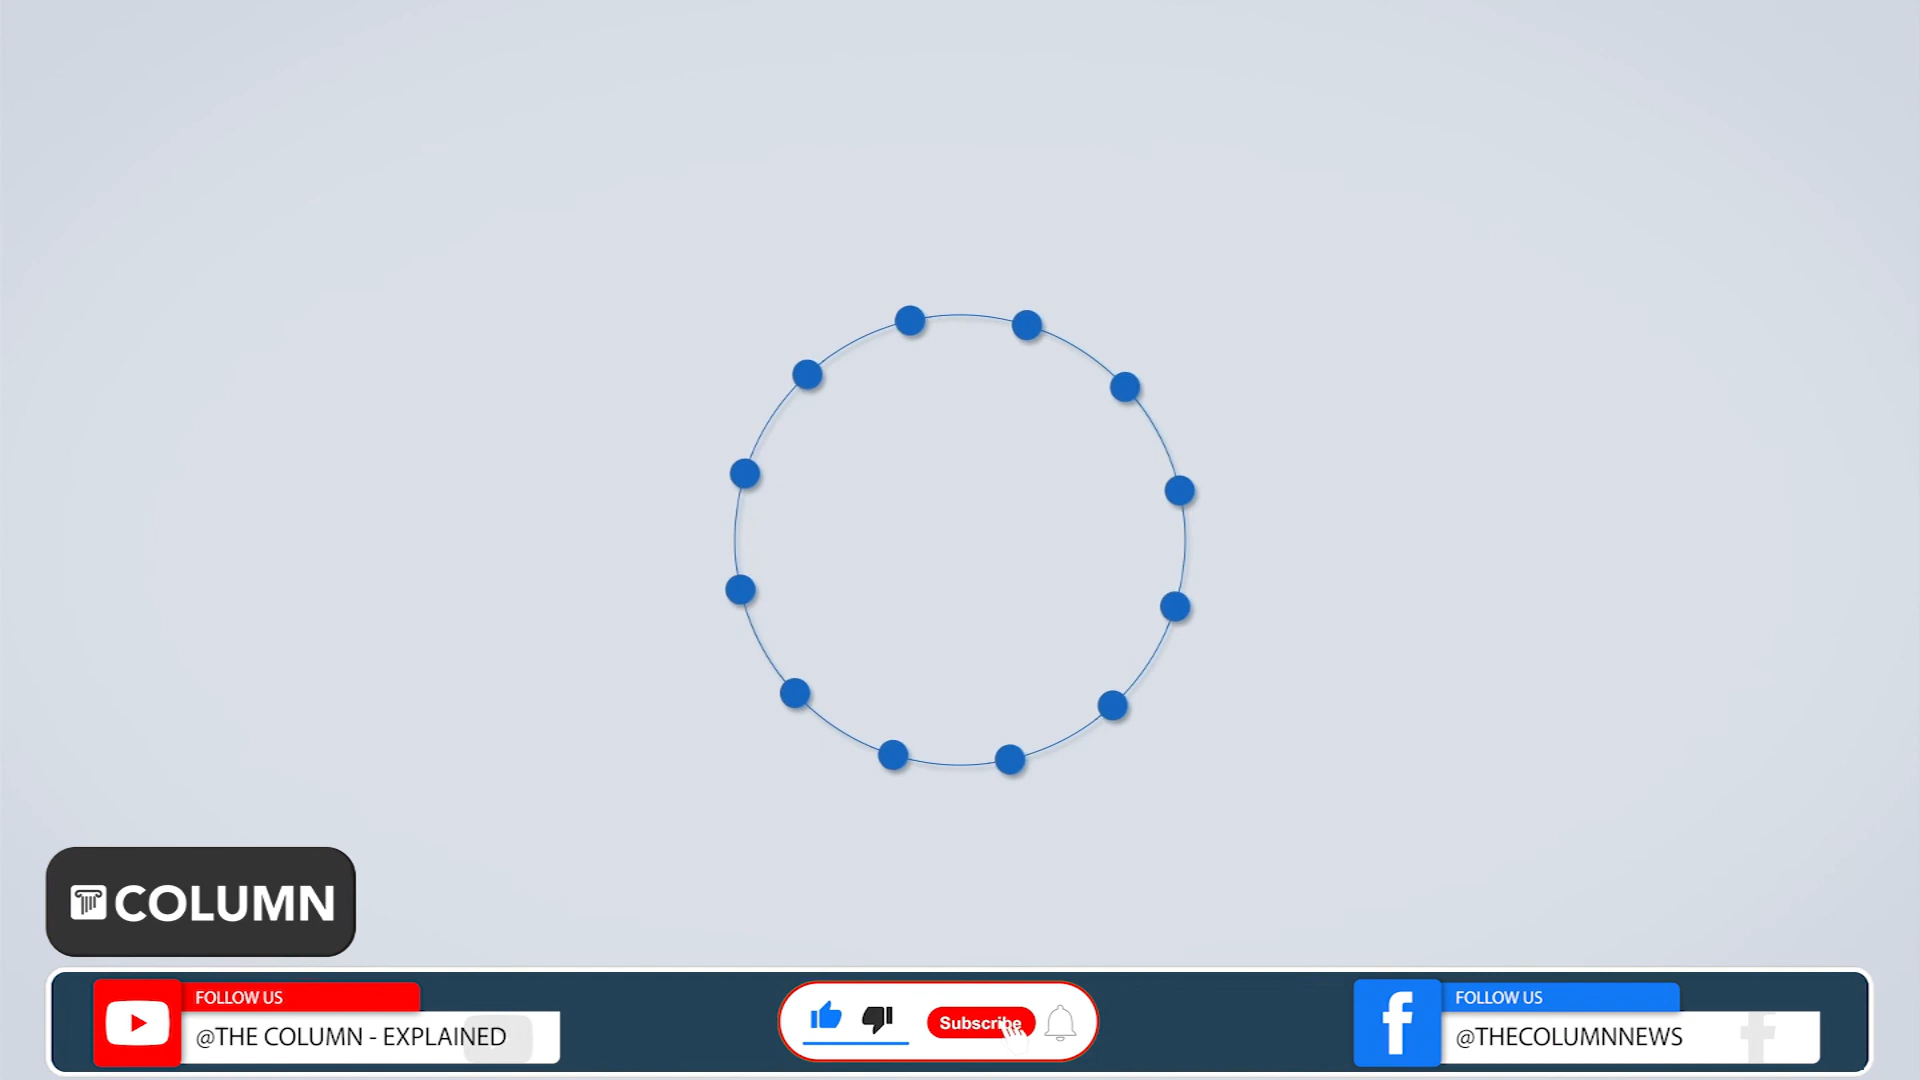 COLUMN
FOLLOW US
@THE COLUMN - EXPLAINED
Subscribe
FOLLOW US
@THECOLUMNNEWS